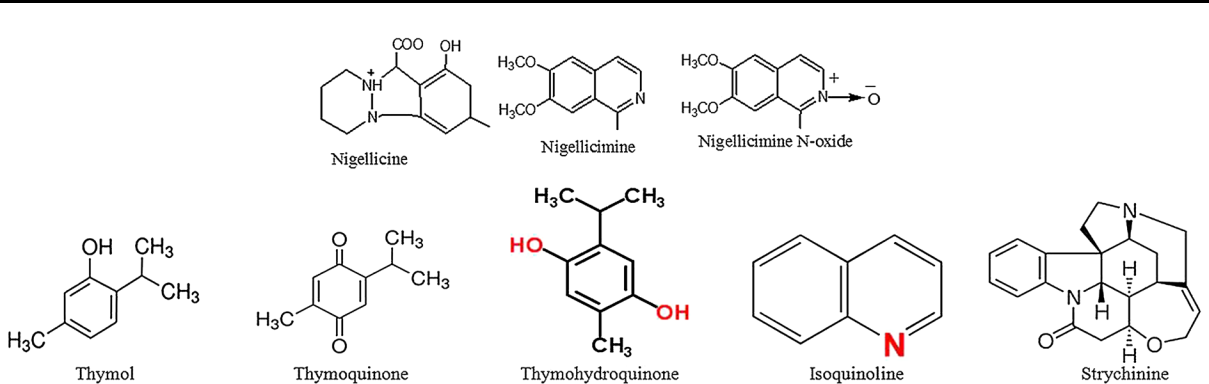 COO OH
NH
+
N
Nigellicine
H₃CO
H₃CO
N
Nigellicimine
H₃CO
H₃CO
N
+
−
O
Nigellicimine N-oxide
OH
CH₃
CH₃
H₃C
Thymol
O
CH₃
CH₃
H₃C
O
Thymoquinone
H₃C CH₃
HO
OH
CH₃
Thymohydroquinone
N
Isoquinoline
N
H
N
H
O
O
H
Strychinine